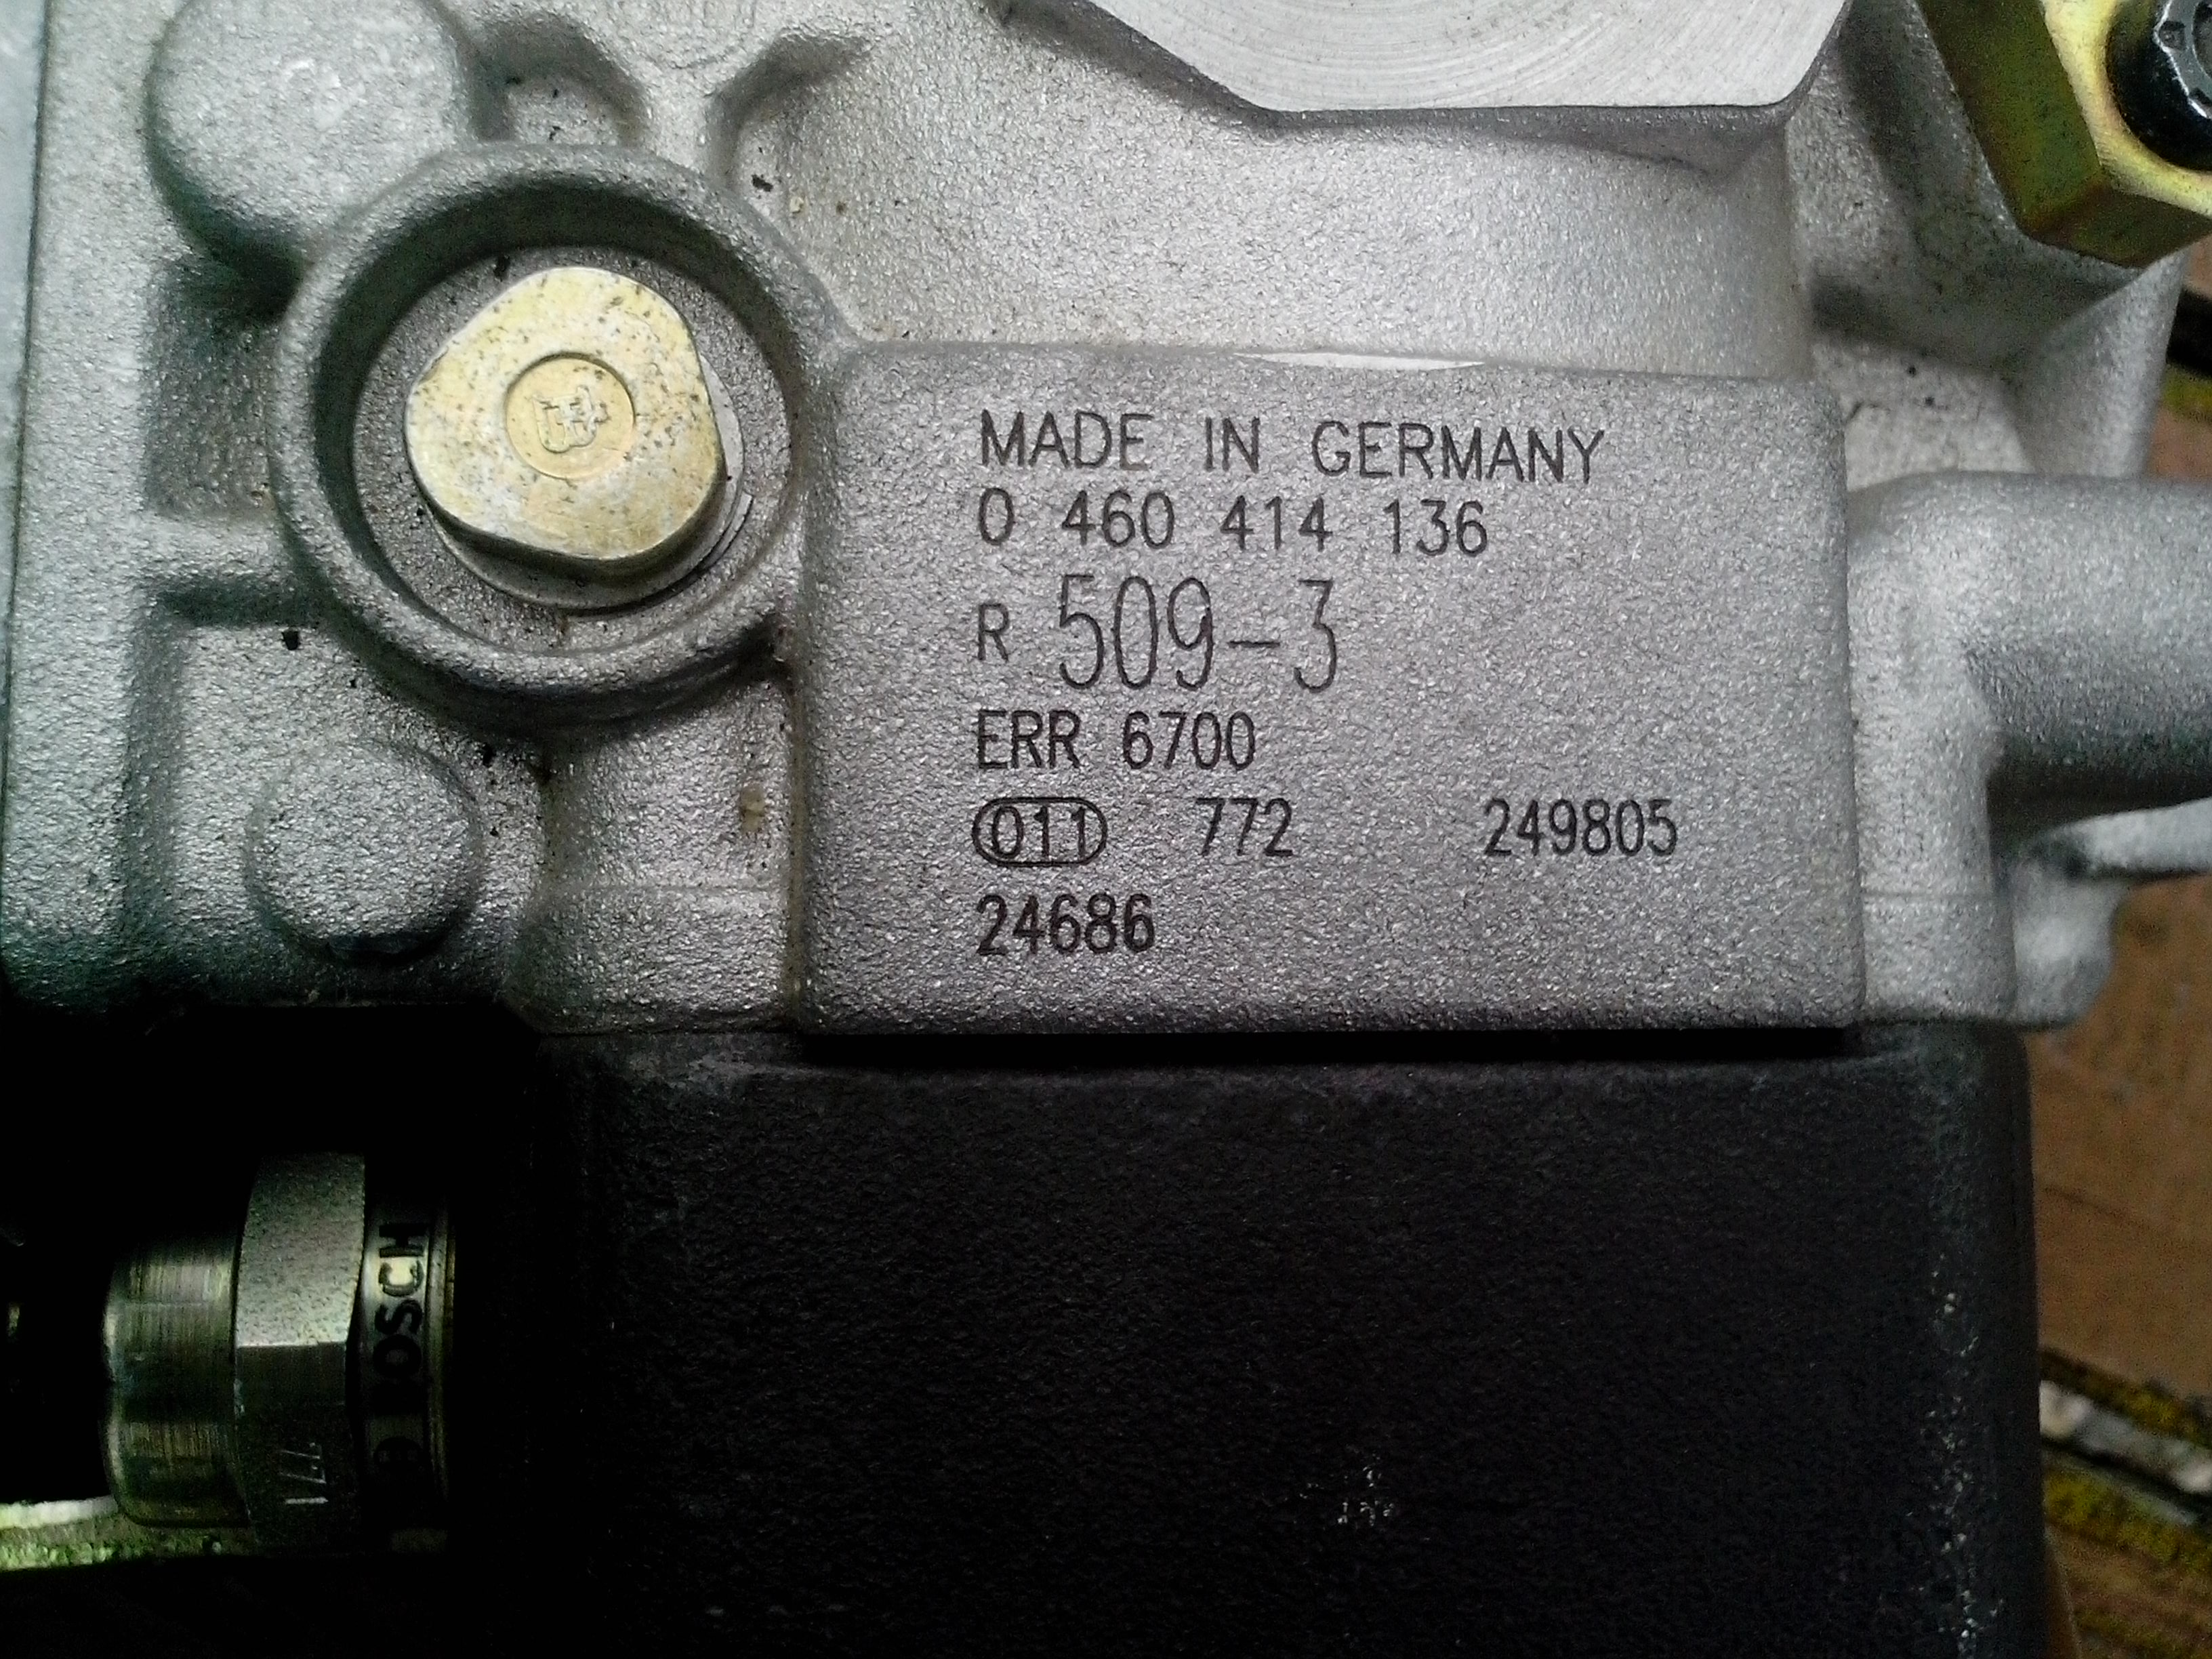 MADE IN GERMANY
0 460 414 136
R 509-3
ERR 6700
011 772 249805
24686
BOSCH